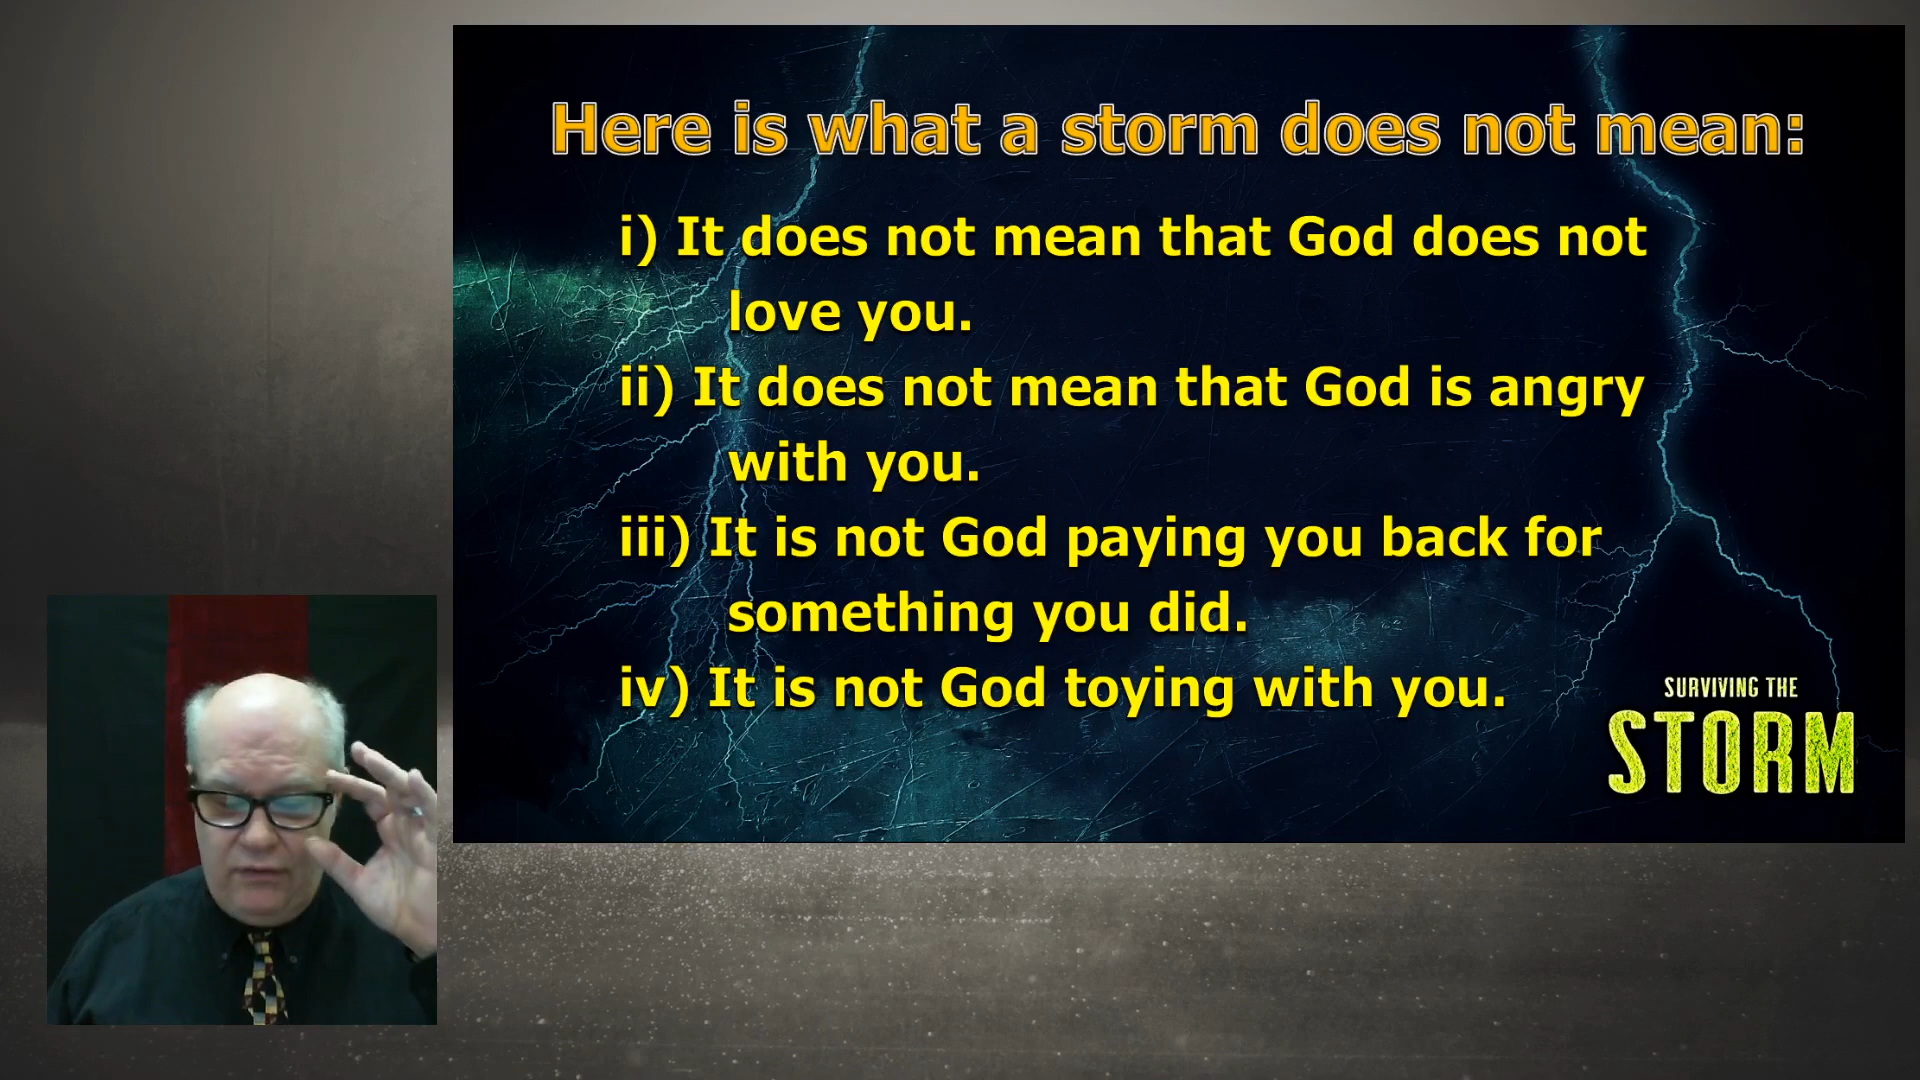 Here is what a storm does not mean:
i) It does not mean that God does not
love you.
ii) It does not mean that God is angry
with you.
iii) It is not God paying you back for
something you did.
iv) It is not God toying with you.
SURVIVING THE
STORM